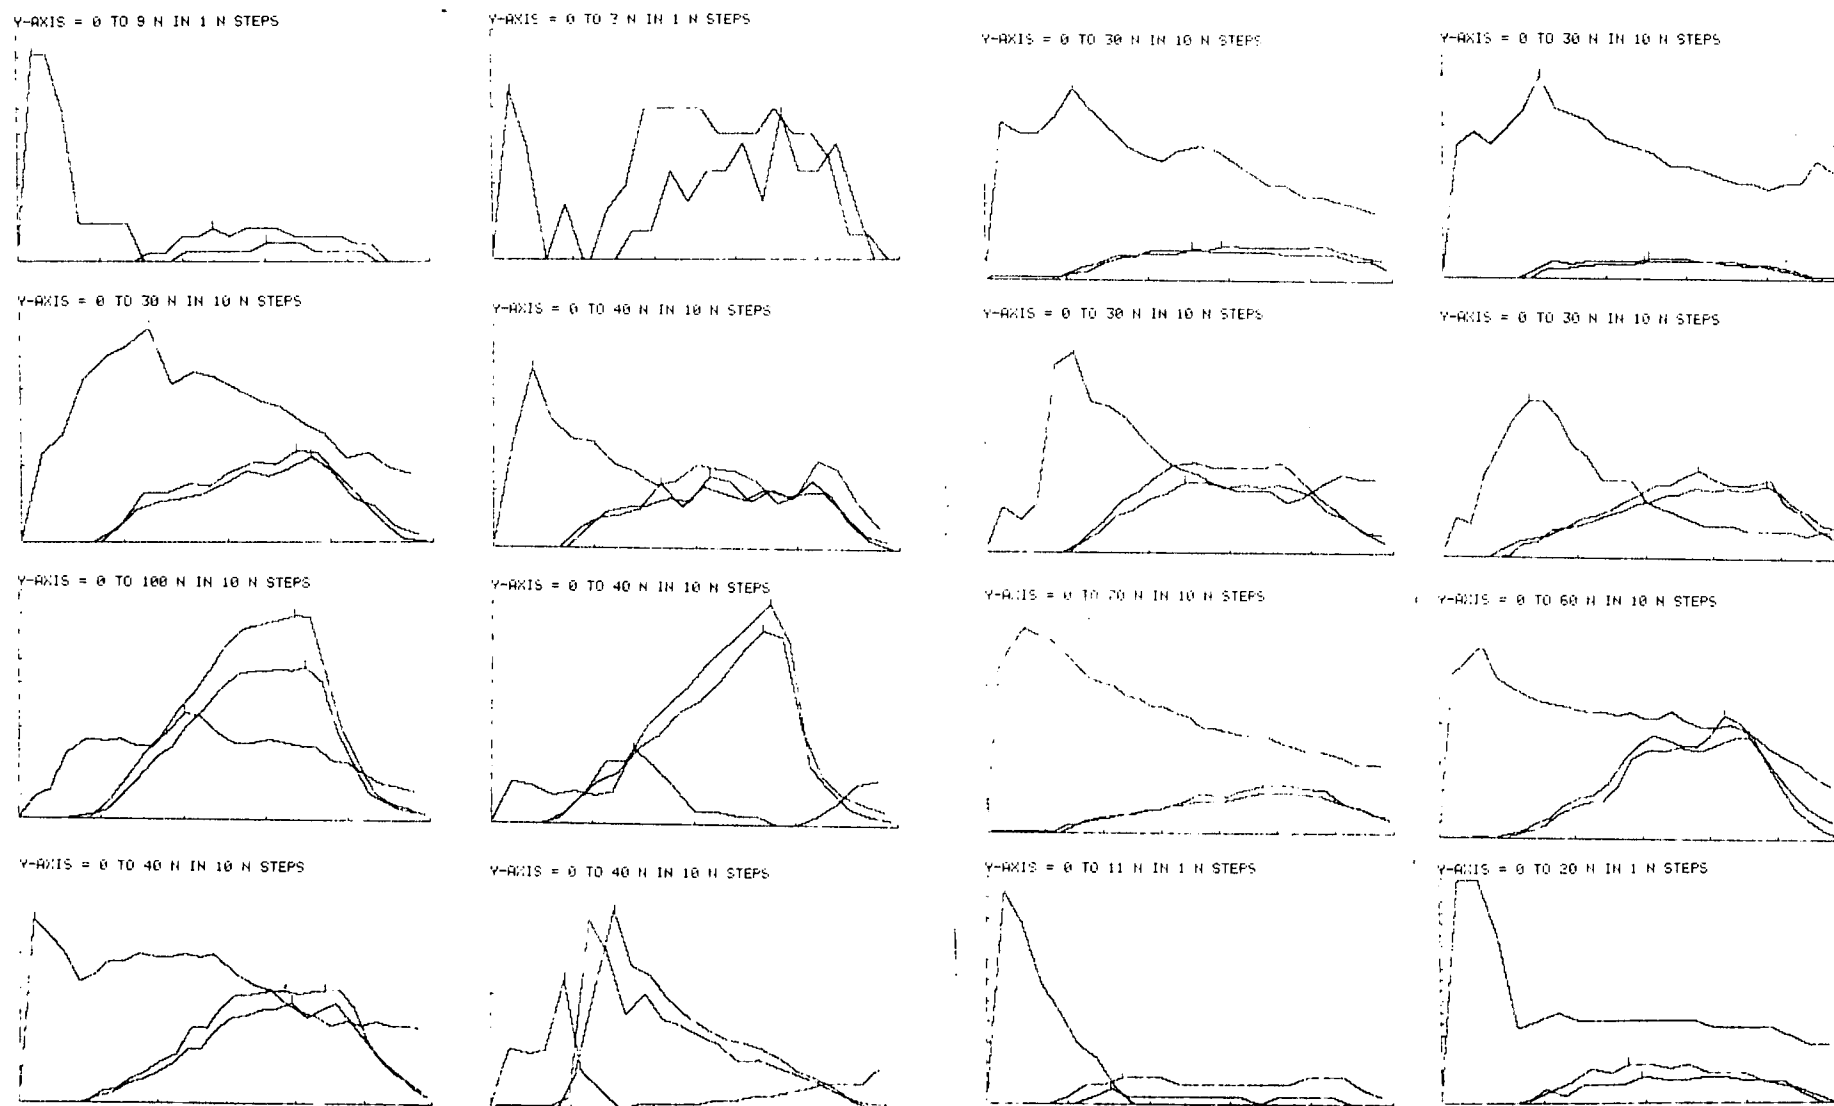 Y-AXIS = 0 TO 9 N IN 1 N STEPS
Y-AXIS = 0 TO 7 N IN 1 N STEPS
Y-AXIS = 0 TO 30 N IN 10 N STEPS
Y-AXIS = 0 TO 30 N IN 10 N STEPS
Y-AXIS = 0 TO 30 N IN 10 N STEPS
Y-AXIS = 0 TO 40 N IN 10 N STEPS
Y-AXIS = 0 TO 30 N IN 10 N STEPS
Y-AXIS = 0 TO 30 N IN 10 N STEPS
Y-AXIS = 0 TO 100 N IN 10 N STEPS
Y-AXIS = 0 TO 40 N IN 10 N STEPS
Y-AXIS = 0 TO 70 N IN 10 N STEPS
Y-AXIS = 0 TO 60 N IN 10 N STEPS
Y-AXIS = 0 TO 40 N IN 10 N STEPS
Y-AXIS = 0 TO 40 N IN 10 N STEPS
Y-AXIS = 0 TO 11 N IN 1 N STEPS
Y-AXIS = 0 TO 20 N IN 1 N STEPS